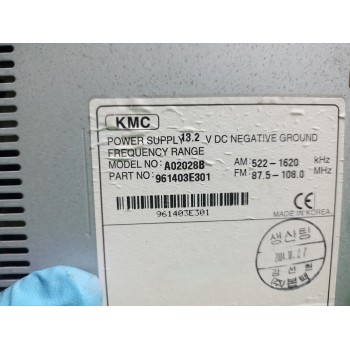 KMC
POWER SUPPLY 13.2 V DC NEGATIVE GROUND
FREQUENCY RANGE
MODEL NO: A02028B AM: 522-1620 kHz
PART NO: 961403E301 FM: 87.5-108.0 MHz
CE
MADE IN KOREA
961403E301
생산팀